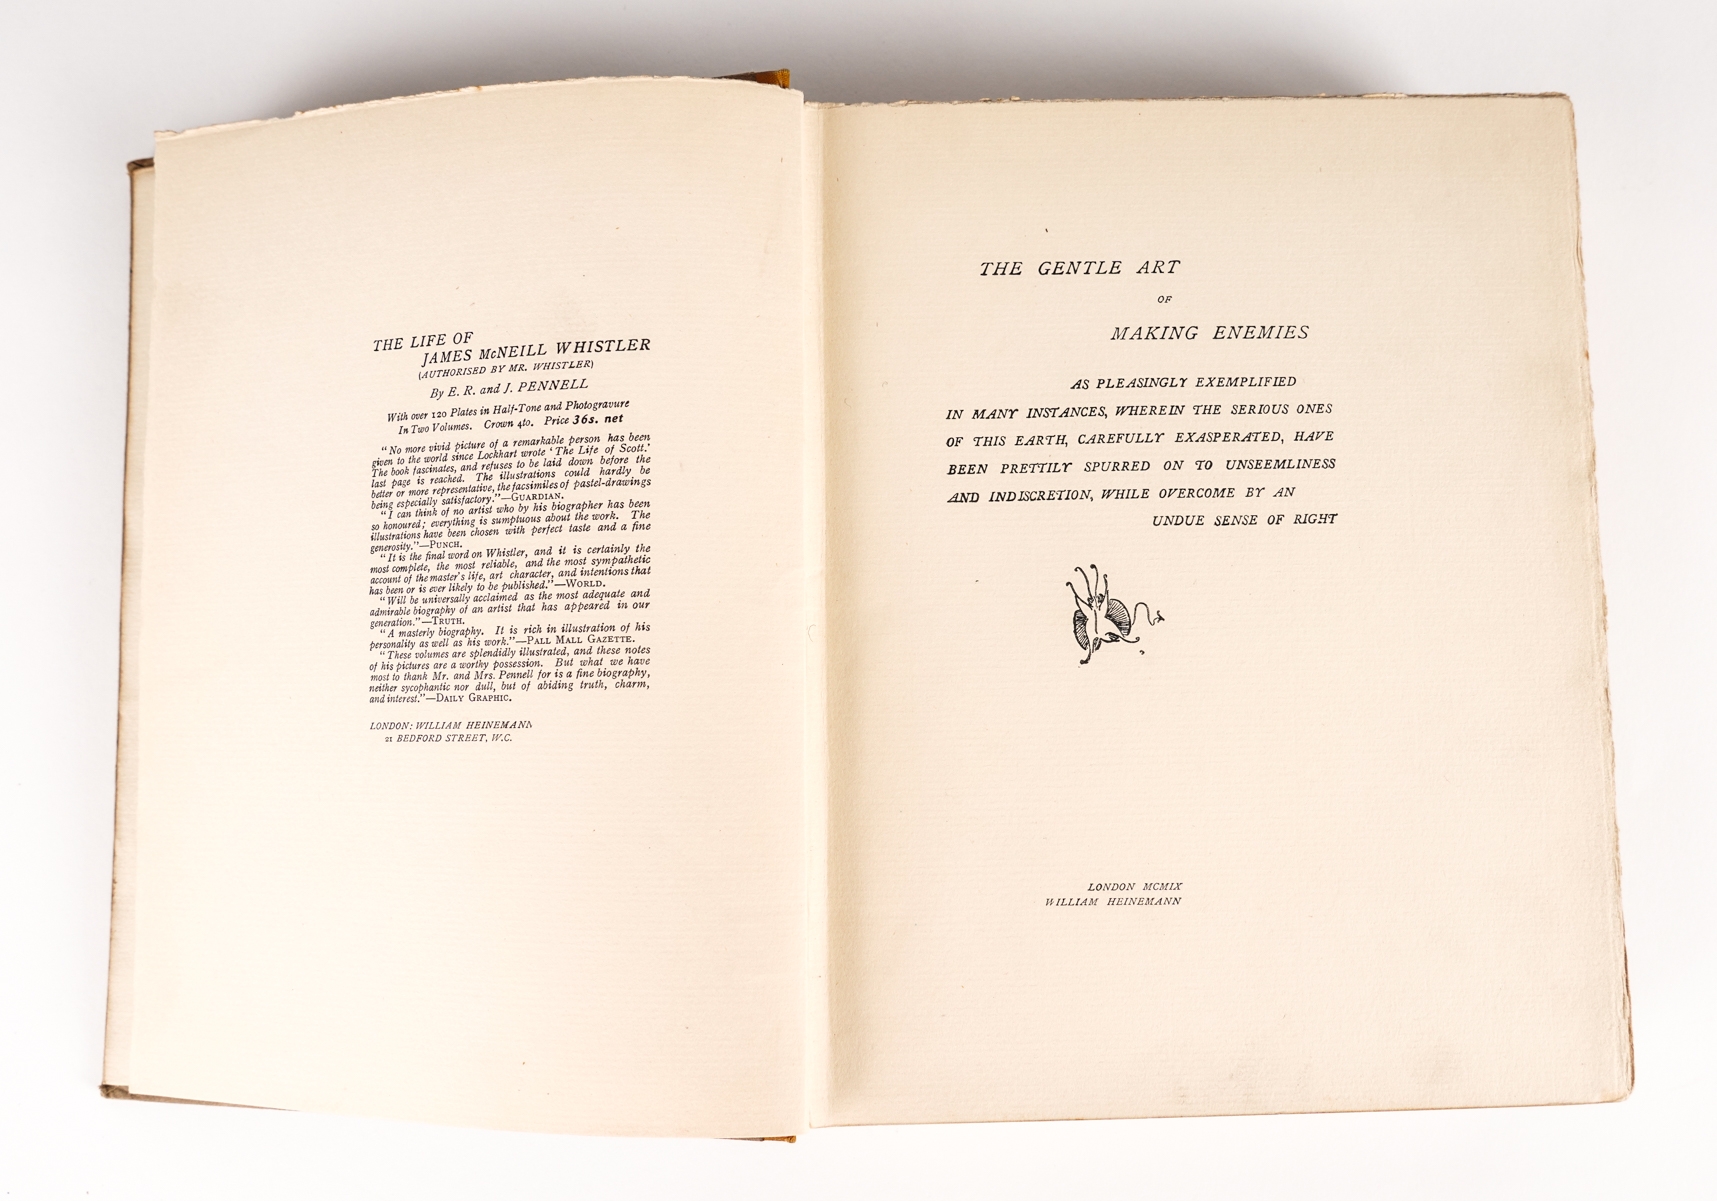 THE LIFE OF
JAMES McNEILL WHISTLER
(AUTHORISED BY MR. WHISTLER)
By E. R. and J. PENNELL
With over 120 Plates in Half-Tone and Photogravure
In Two Volumes. Crown 4to. Price 36s. net
"No more vivid picture of a remarkable person has been
given to the world since Lockhart wrote 'The Life of Scott.'
The book fascinates, and refuses to be laid down before the
last page is reached. The illustrations could hardly be
better or more representative, the facsimiles of pastel-drawings
being especially satisfactory."—GUARDIAN.
"I can think of no artist who by his biographer has been
so honoured; everything is sumptuous about the work. The
illustrations have been chosen with perfect taste and a fine
generosity."—PUNCH.
"It is the final word on Whistler, and it is certainly the
most complete, the most reliable, and the most sympathetic
account of the master's life, art character, and intentions that
has been or is ever likely to be published."—WORLD.
"Will be universally acclaimed as the most adequate and
admirable biography of an artist that has appeared in our
generation."—TRUTH.
"A masterly biography. It is rich in illustration of his
personality as well as his work."—PALL MALL GAZETTE.
"These volumes are splendidly illustrated, and these notes
of his pictures are a worthy possession. But what we have
most to thank Mr. and Mrs. Pennell for is a fine biography,
neither sycophantic nor dull, but of abiding truth, charm,
and interest."—DAILY GRAPHIC.
LONDON: WILLIAM HEINEMANN
21 BEDFORD STREET, W.C.
THE GENTLE ART
OF
MAKING ENEMIES
AS PLEASINGLY EXEMPLIFIED
IN MANY INSTANCES, WHEREIN THE SERIOUS ONES
OF THIS EARTH, CAREFULLY EXASPERATED, HAVE
BEEN PRETTILY SPURRED ON TO UNSEEMLINESS
AND INDISCRETION, WHILE OVERCOME BY AN
UNDUE SENSE OF RIGHT
LONDON MCMIX
WILLIAM HEINEMANN